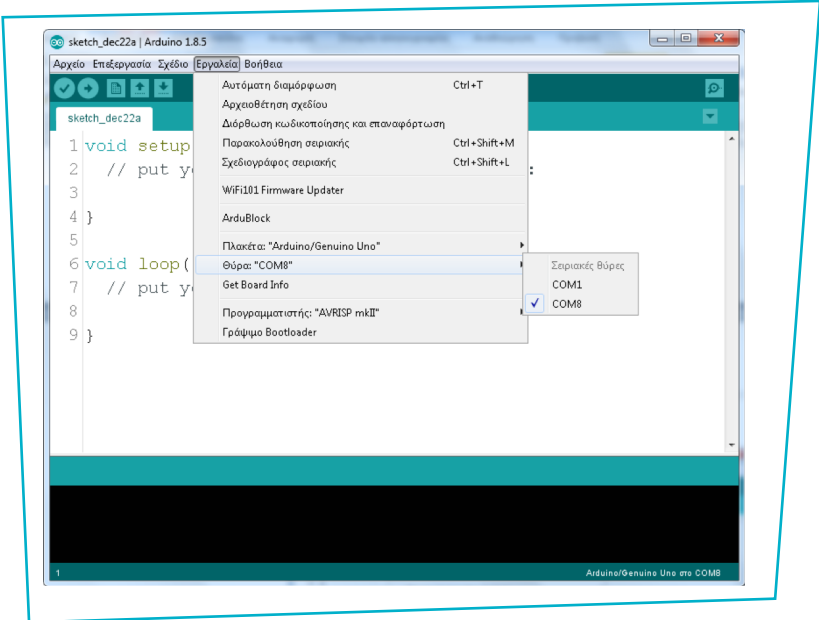 sketch_dec22a | Arduino 1.8.5
Αρχείο Επεξεργασία Σχέδιο Εργαλεία Βοήθεια
sketch_dec22a
Αυτόματη διαμόρφωση Ctrl+T
Αρχειοθέτηση σχεδίου
Διόρθωση κωδικοποίησης και επαναφόρτωση
Παρακολούθηση σειριακής Ctrl+Shift+M
Σχεδιογράφος σειριακής Ctrl+Shift+L
WiFi101 Firmware Updater
ArduBlock
Πλακέτα: "Arduino/Genuino Uno"
Θύρα: "COM8"
Get Board Info
Προγραμματιστής: "AVRISP mkII"
Γράψιμο Bootloader
Σειριακές θύρες
COM1
COM8
1 void setup
2 // put y :
3
4 }
5
6 void loop(
7 // put y
8
9 }
1 Arduino/Genuino Uno στο COM8